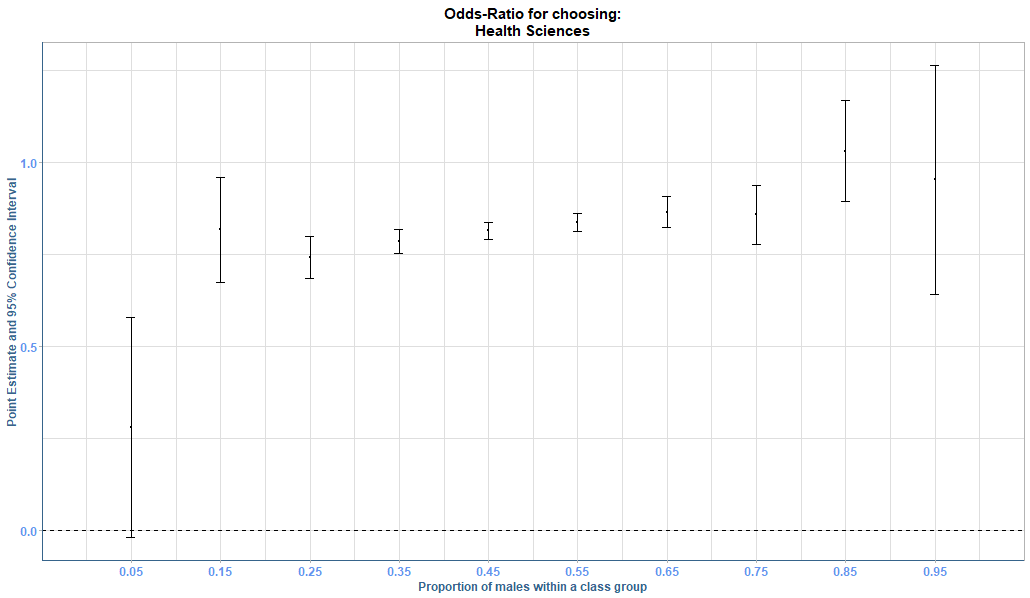 Odds-Ratio for choosing:
Health Sciences
Point Estimate and 95% Confidence Interval
1.0
0.5
0.0
0.05 0.15 0.25 0.35 0.45 0.55 0.65 0.75 0.85 0.95
Proportion of males within a class group